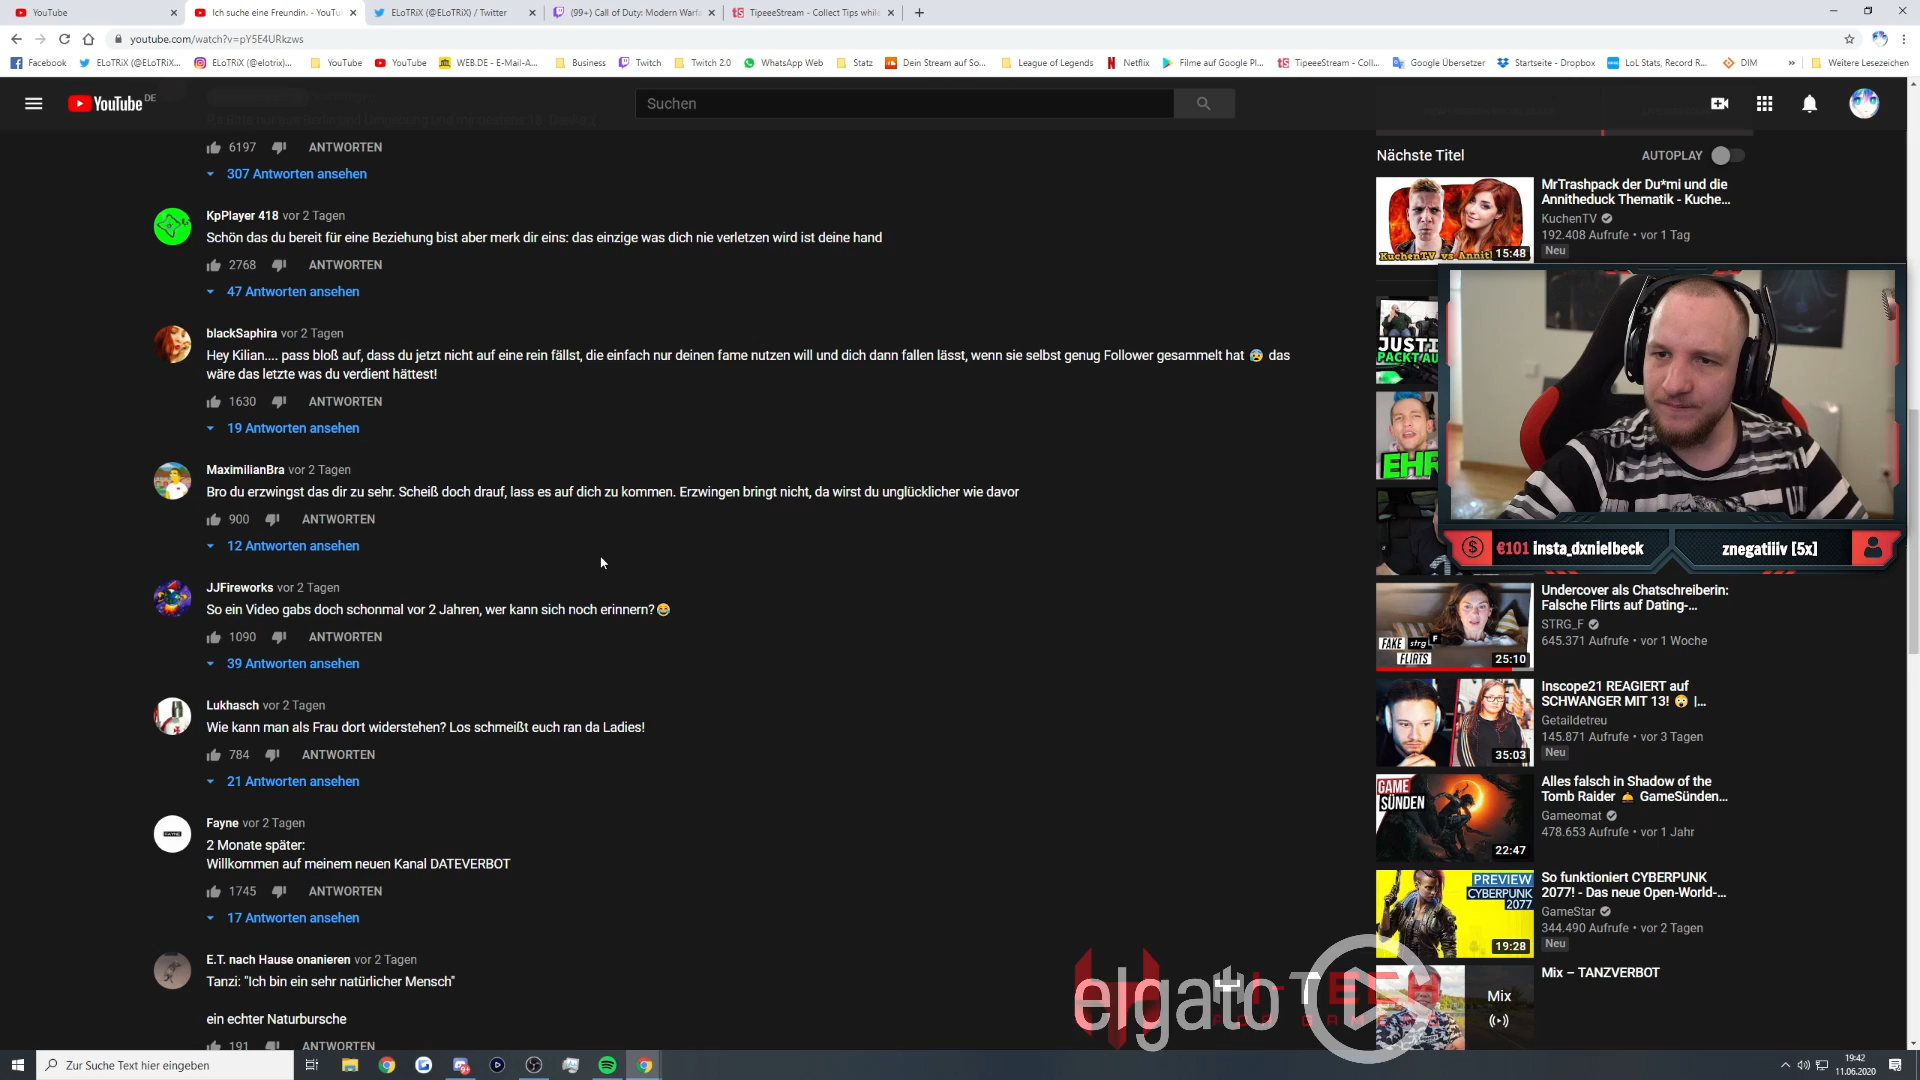 YouTube
Ich suche eine Freundin. - YouTu
ELoTRiX (@ELoTRiX) / Twitter
(99+) Call of Duty: Modern Warfa
TipeeeStream - Collect Tips while
youtube.com/watch?v=pY5E4URkzws
Facebook
ELoTRiX (@ELoTRiX...
ELoTRiX (@elotrix)...
YouTube
YouTube
WEB.DE - E-Mail-A...
Business
Twitch
Twitch 2.0
WhatsApp Web
Statz
Dein Stream auf So...
League of Legends
Netflix
Filme auf Google Pl...
TipeeeStream - Coll...
Google Übersetzer
Startseite - Dropbox
LoL Stats, Record R...
DIM
»
Weitere Lesezeichen
YouTube DE
Suchen
6197 ANTWORTEN
307 Antworten ansehen
KpPlayer 418 vor 2 Tagen
Schön das du bereit für eine Beziehung bist aber merk dir eins: das einzige was dich nie verletzen wird ist deine hand
2768 ANTWORTEN
47 Antworten ansehen
blackSaphira vor 2 Tagen
Hey Kilian.... pass bloß auf, dass du jetzt nicht auf eine rein fällst, die einfach nur deinen fame nutzen will und dich dann fallen lässt, wenn sie selbst genug Follower gesammelt hat 😰 das
wäre das letzte was du verdient hättest!
1630 ANTWORTEN
19 Antworten ansehen
MaximilianBra vor 2 Tagen
Bro du erzwingst das dir zu sehr. Scheiß doch drauf, lass es auf dich zu kommen. Erzwingen bringt nicht, da wirst du unglücklicher wie davor
900 ANTWORTEN
12 Antworten ansehen
JJFireworks vor 2 Tagen
So ein Video gabs doch schonmal vor 2 Jahren, wer kann sich noch erinnern?😂
1090 ANTWORTEN
39 Antworten ansehen
Lukhasch vor 2 Tagen
Wie kann man als Frau dort widerstehen? Los schmeißt euch ran da Ladies!
784 ANTWORTEN
21 Antworten ansehen
FAYNE
Fayne vor 2 Tagen
2 Monate später:
Willkommen auf meinem neuen Kanal DATEVERBOT
1745 ANTWORTEN
17 Antworten ansehen
E.T. nach Hause onanieren vor 2 Tagen
Tanzi: "Ich bin ein sehr natürlicher Mensch"
ein echter Naturbursche
191 ANTWORTEN
Nächste Titel
AUTOPLAY
KuchenTV vs Annit
15:48
MrTrashpack der Du*mi und die
Annitheduck Thematik - Kuche...
KuchenTV
192.408 Aufrufe • vor 1 Tag
Neu
JUSTI
PACKT AU
EHR
€101 insta_dxnielbeck
znegatiiiv [5x]
FAKE strg_F
FLIRTS
25:10
Undercover als Chatschreiberin:
Falsche Flirts auf Dating-...
STRG_F
645.371 Aufrufe • vor 1 Woche
35:03
Inscope21 REAGIERT auf
SCHWANGER MIT 13! 😲 |...
Getaildetreu
145.871 Aufrufe • vor 3 Tagen
Neu
GAME
SÜNDEN
22:47
Alles falsch in Shadow of the
Tomb Raider 🛎 GameSünden...
Gameomat
478.653 Aufrufe • vor 1 Jahr
PREVIEW
CYBERPUNK
2077
19:28
So funktioniert CYBERPUNK
2077! - Das neue Open-World-...
GameStar
344.490 Aufrufe • vor 2 Tagen
Neu
Mix
Mix – TANZVERBOT
elgato
Zur Suche Text hier eingeben
19:42
11.06.2020